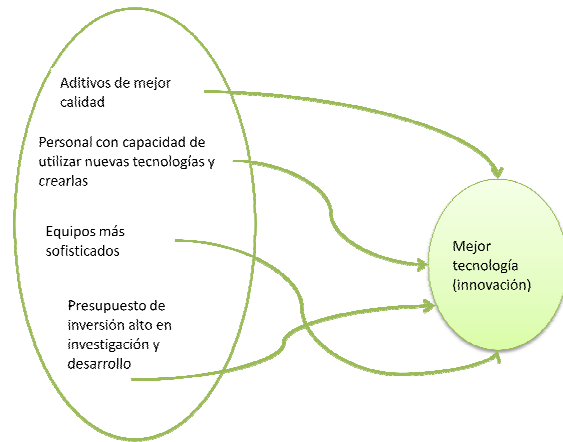 Aditivos de mejor
calidad
Personal con capacidad de
utilizar nuevas tecnologías y
crearlas
Equipos más
sofisticados
Presupuesto de
inversión alto en
investigación y
desarrollo
Mejor
tecnología
(innovación)